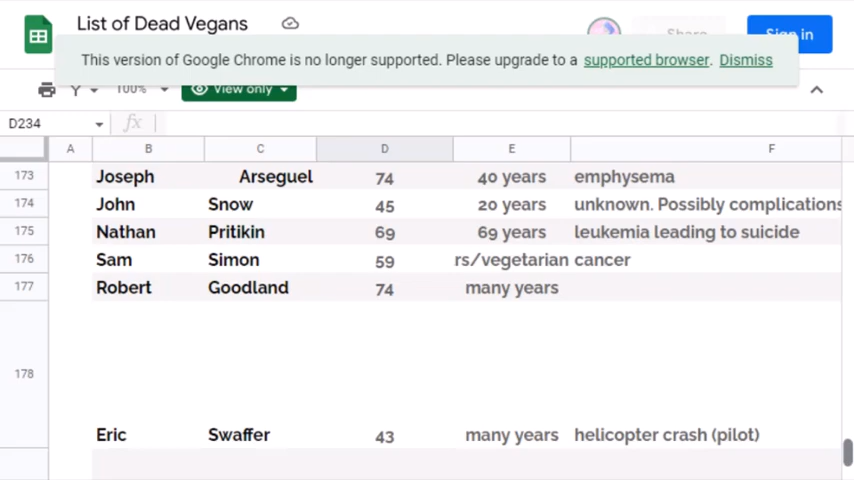 List of Dead Vegans
Sign in
This version of Google Chrome is no longer supported. Please upgrade to a supported browser. Dismiss
100% View only
D234 fx
A B C D E F
173 Joseph Arseguel 74 40 years emphysema
174 John Snow 45 20 years unknown. Possibly complications
175 Nathan Pritikin 69 69 years leukemia leading to suicide
176 Sam Simon 59 rs/vegetarian cancer
177 Robert Goodland 74 many years
178 Eric Swaffer 43 many years helicopter crash (pilot)